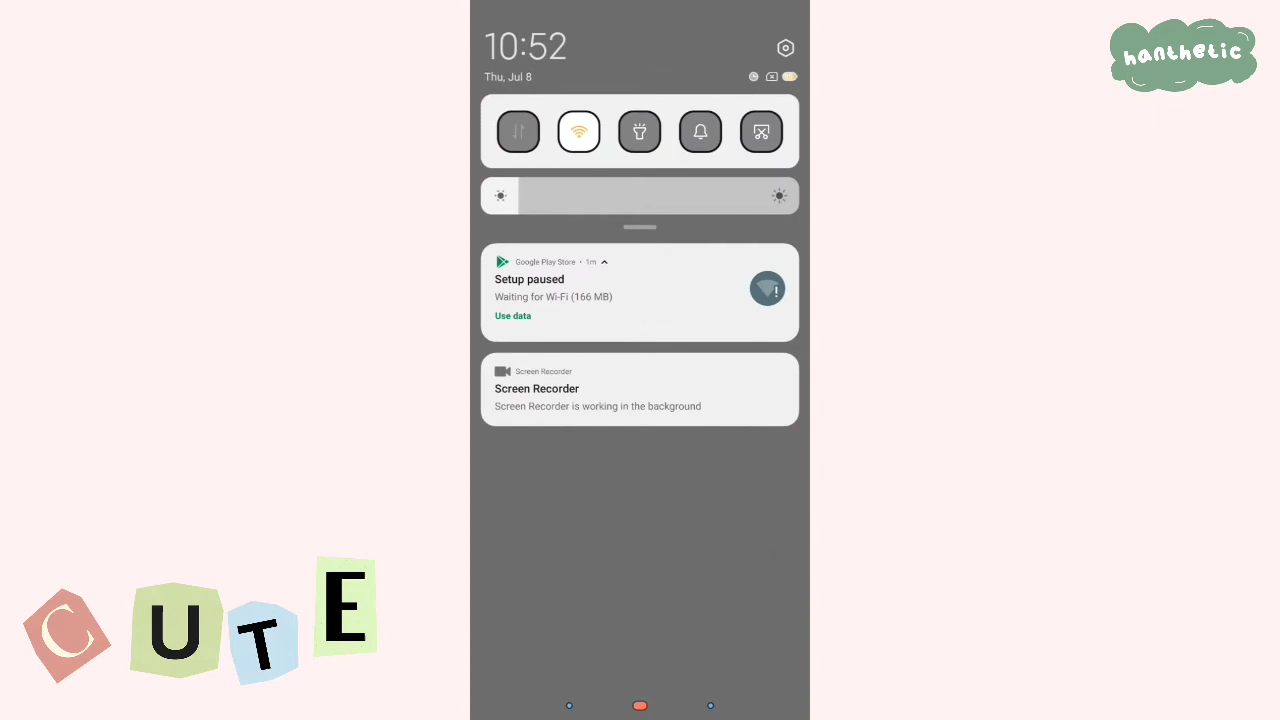 hanthetic
10:52
Thu, Jul 8
Google Play Store • 1m
Setup paused
Waiting for Wi-Fi (166 MB)
Use data
Screen Recorder
Screen Recorder
Screen Recorder is working in the background
CUTE